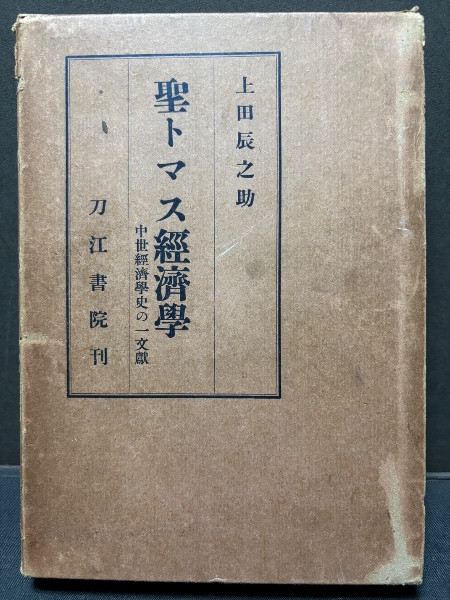 上田辰之助
聖トマス經濟學
中世經濟學史の一文獻
刀江書院刊